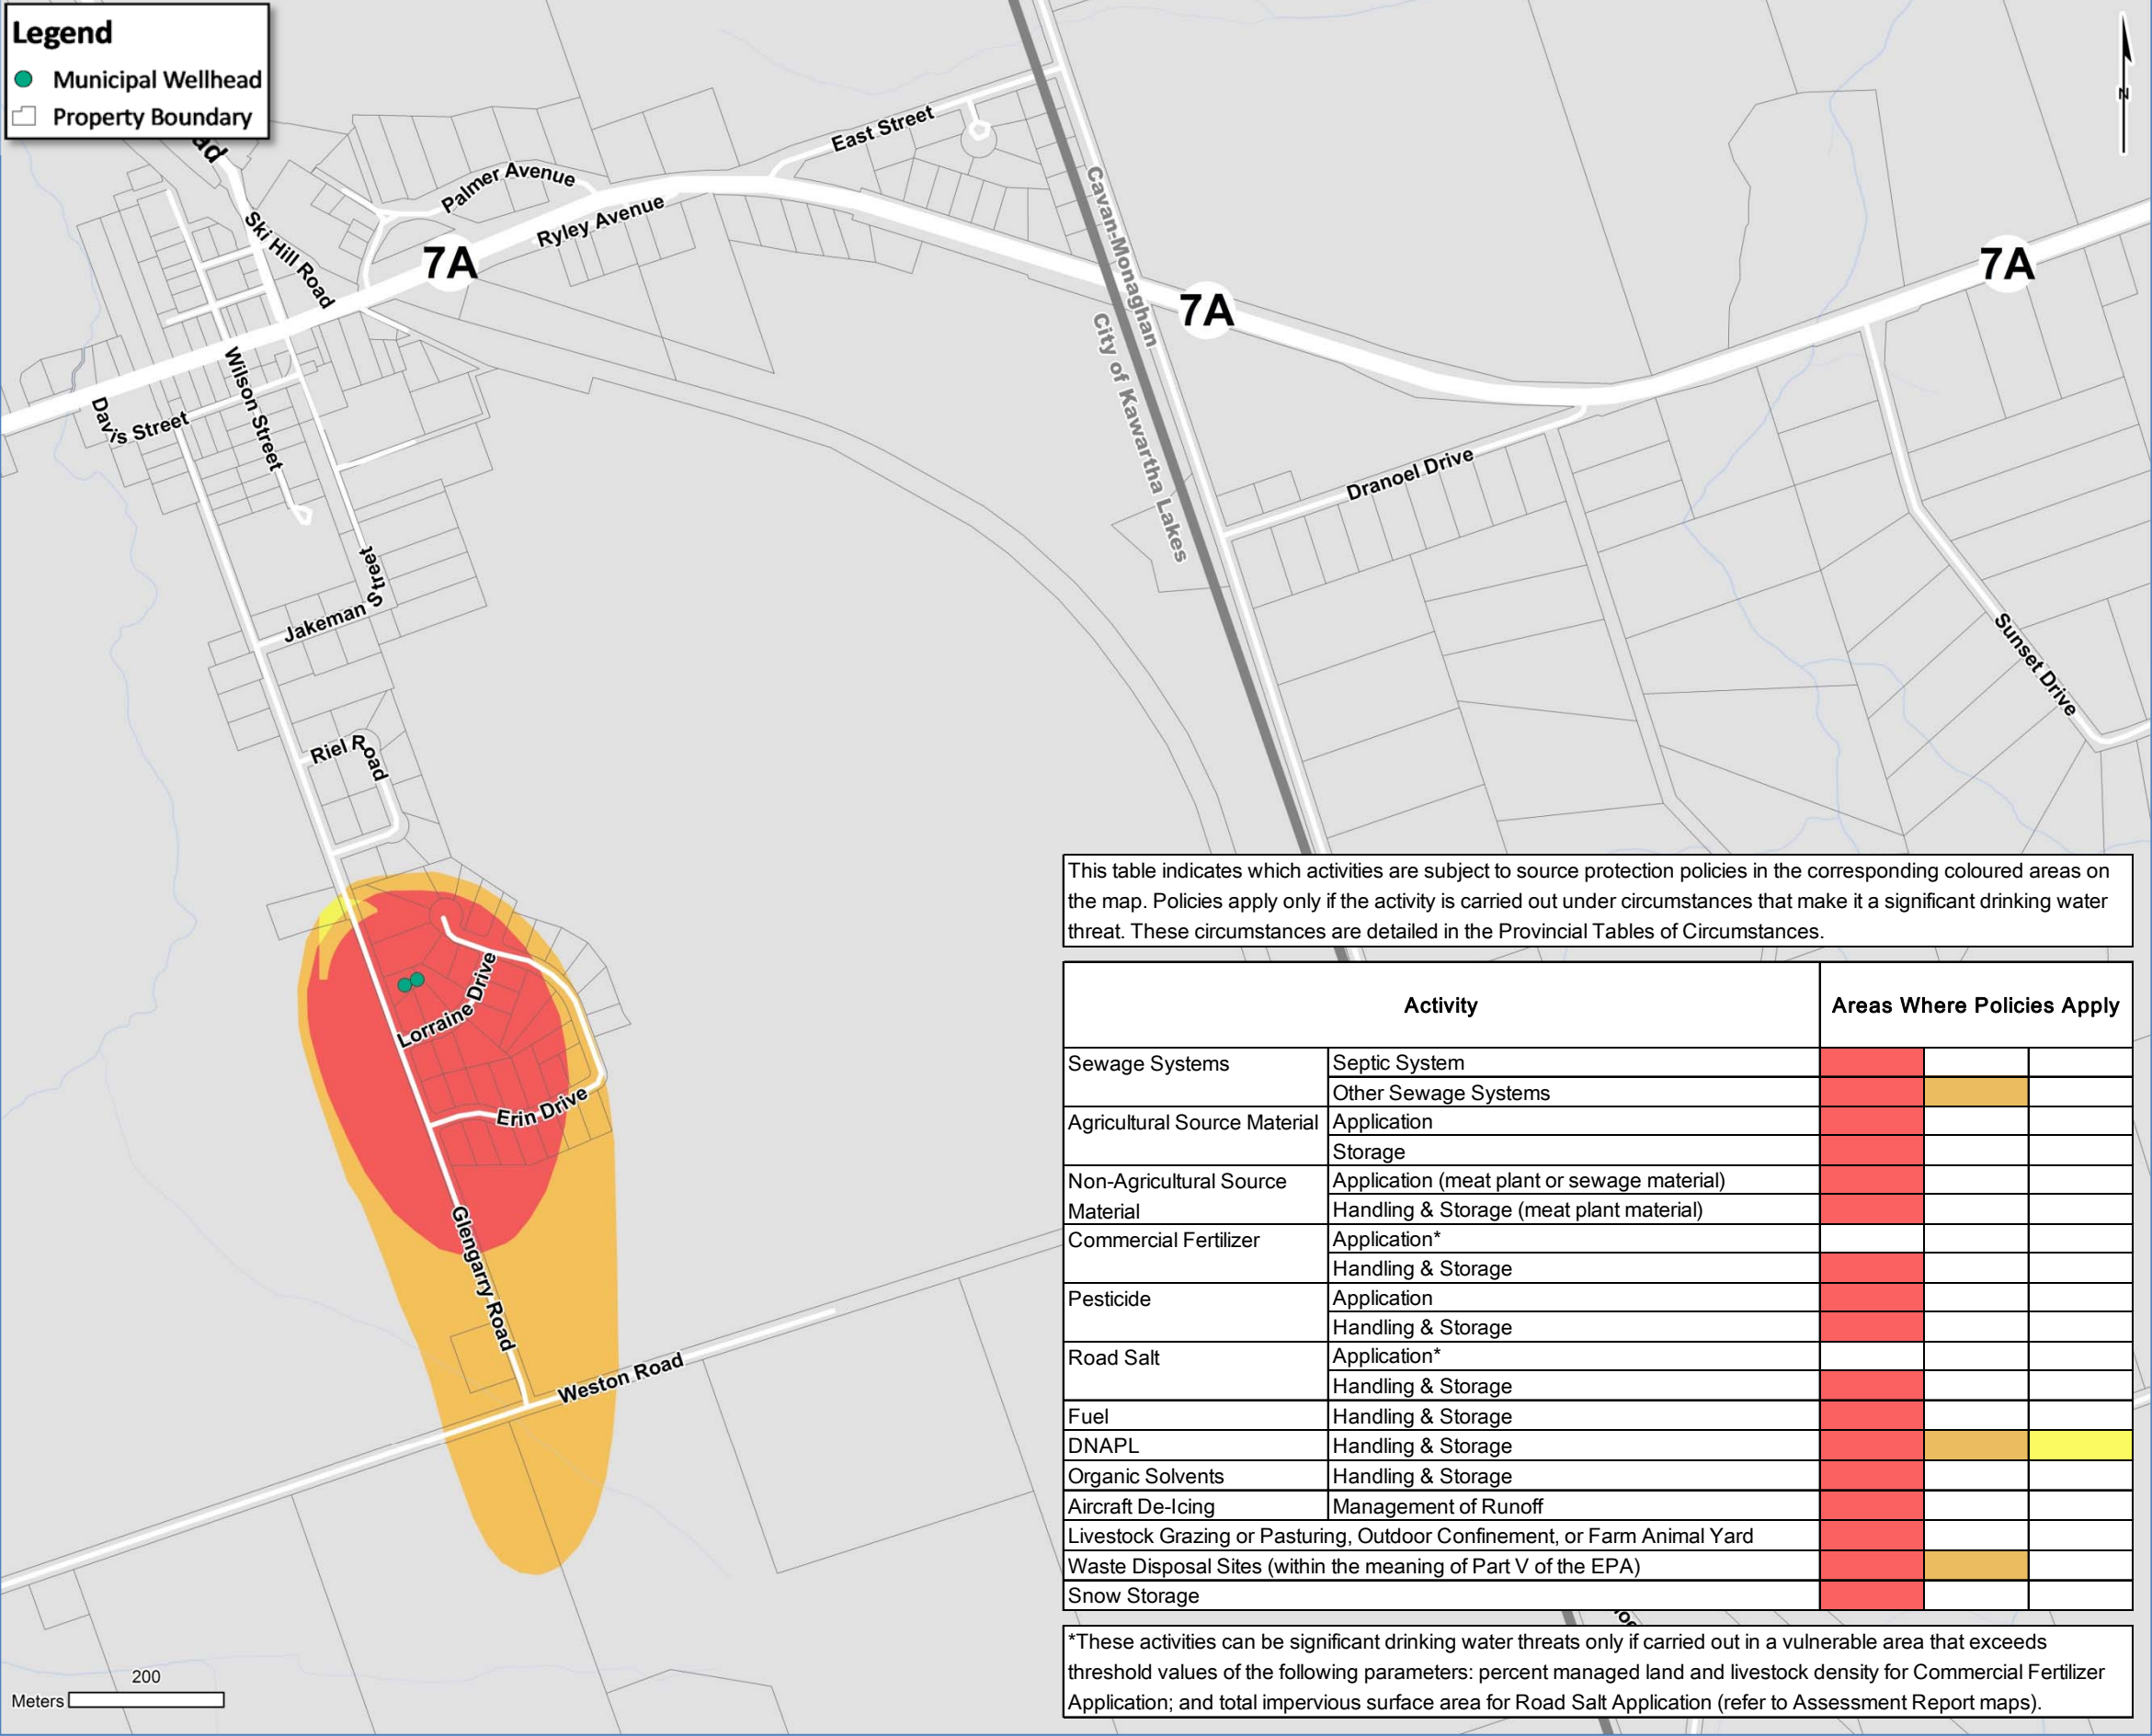 Legend
Municipal Wellhead
Property Boundary
N
ad
Ski Hill Road
Palmer Avenue
Ryley Avenue
East Street
7A
7A
7A
Cavan-Monaghan
City of Kawartha Lakes
Wilson Street
Davis Street
Dranoel Drive
Sunset Drive
Jakeman Street
Riel Road
Lorraine Drive
Erin Drive
Glengarry Road
Weston Road
200
Meters
This table indicates which activities are subject to source protection policies in the corresponding coloured areas on
the map. Policies apply only if the activity is carried out under circumstances that make it a significant drinking water
threat. These circumstances are detailed in the Provincial Tables of Circumstances.
Activity Areas Where Policies Apply
Sewage Systems Septic System
Other Sewage Systems
Agricultural Source Material Application
Storage
Non-Agricultural Source Application (meat plant or sewage material)
Material Handling & Storage (meat plant material)
Commercial Fertilizer Application*
Handling & Storage
Pesticide Application
Handling & Storage
Road Salt Application*
Handling & Storage
Fuel Handling & Storage
DNAPL Handling & Storage
Organic Solvents Handling & Storage
Aircraft De-Icing Management of Runoff
Livestock Grazing or Pasturing, Outdoor Confinement, or Farm Animal Yard
Waste Disposal Sites (within the meaning of Part V of the EPA)
Snow Storage
*These activities can be significant drinking water threats only if carried out in a vulnerable area that exceeds
threshold values of the following parameters: percent managed land and livestock density for Commercial Fertilizer
Application; and total impervious surface area for Road Salt Application (refer to Assessment Report maps).